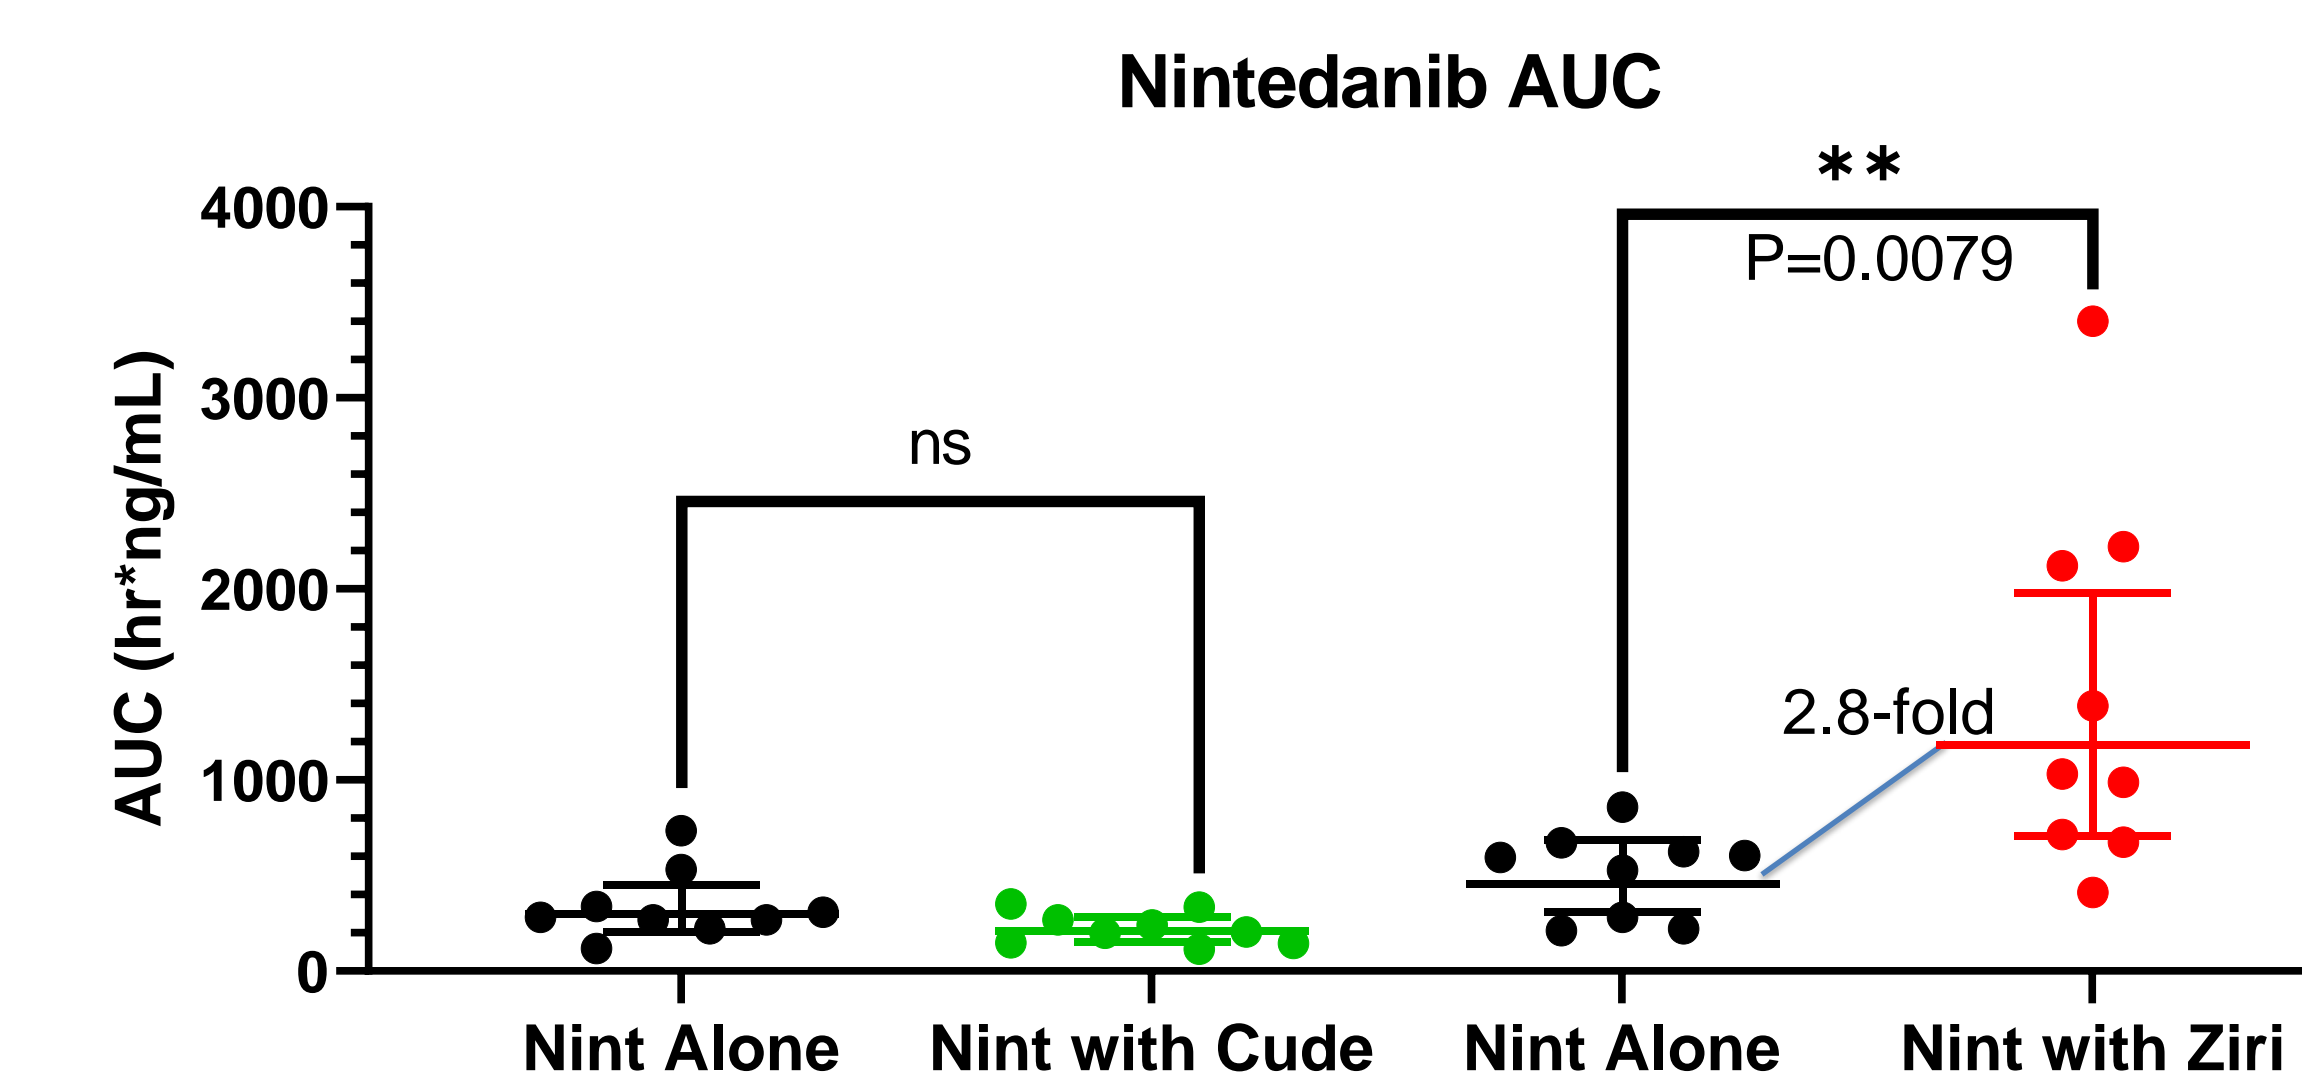 Nintedanib AUC
**
P=0.0079
ns
2.8-fold
AUC (hr*ng/mL)
4000
3000
2000
1000
0
Nint Alone
Nint with Cude
Nint Alone
Nint with Ziri